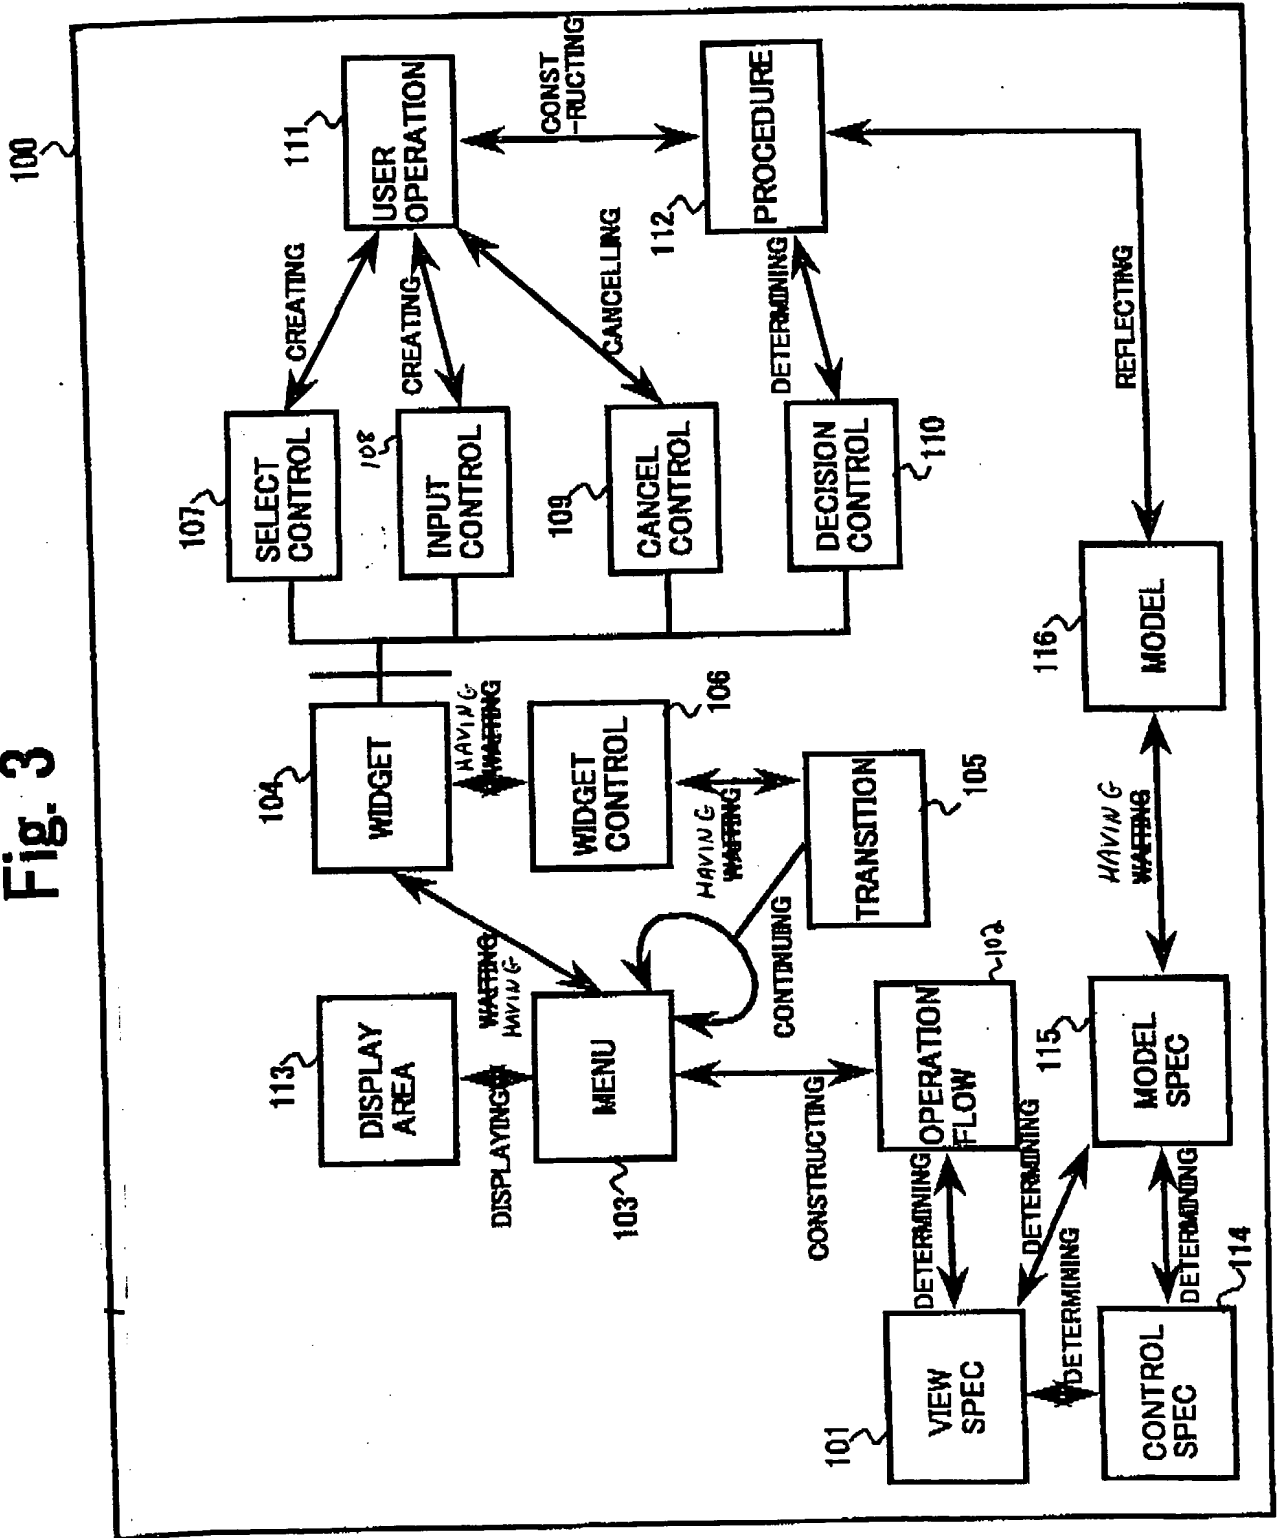 Fig. 3
100
113
DISPLAY
AREA
104
WIDGET
107
SELECT
CONTROL
CREATING
111
USER
OPERATION
108
INPUT
CONTROL
CREATING
DISPLAYING
WAITING
HAVING
HAVING
WAITING
CONST
-RUCTING
MENU
103
WIDGET
CONTROL
106
109
CANCEL
CONTROL
CANCELLING
112
PROCEDURE
HAVING
WAITING
CONTINUING
TRANSITION
105
DECISION
CONTROL
110
DETERMINING
CONSTRUCTING
OPERATION
FLOW
102
101
VIEW
SPEC
DETERMINING
DETERMINING
DETERMINING
115
MODEL
SPEC
HAVING
WAITING
116
MODEL
REFLECTING
CONTROL
SPEC
114
DETERMINING